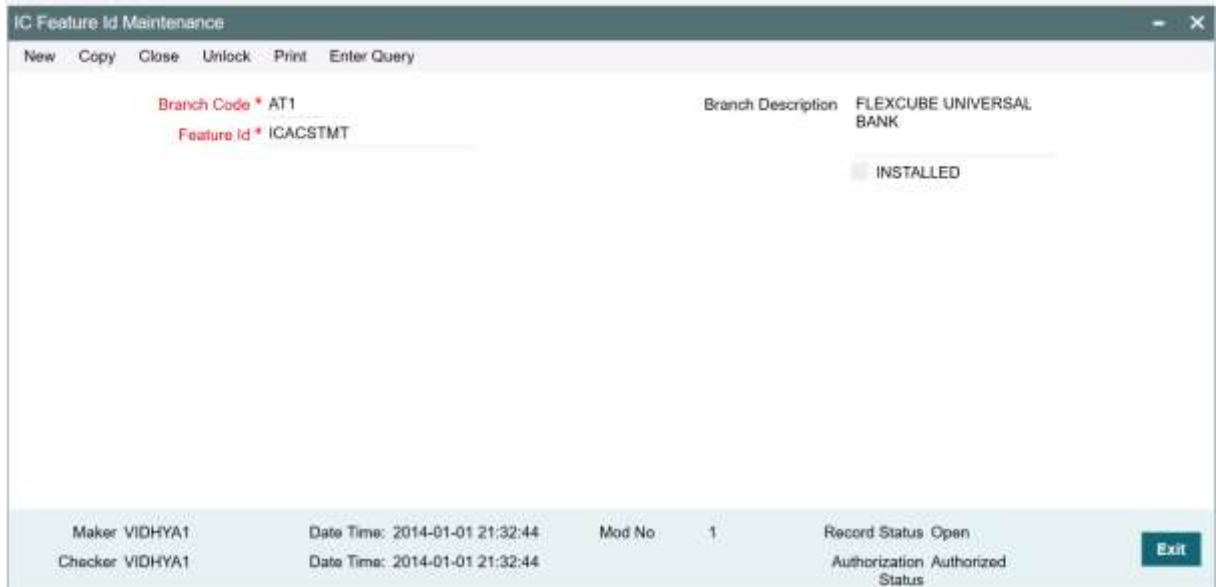 IC Feature Id Maintenance
New Copy Close Unlock Print Enter Query
Branch Code * AT1
Branch Description FLEXCUBE UNIVERSAL
BANK
Feature Id * ICACSTMT
INSTALLED
Maker VIDHYA1 Date Time: 2014-01-01 21:32:44 Mod No 1 Record Status Open
Checker VIDHYA1 Date Time: 2014-01-01 21:32:44 Authorization Authorized
Status
Exit